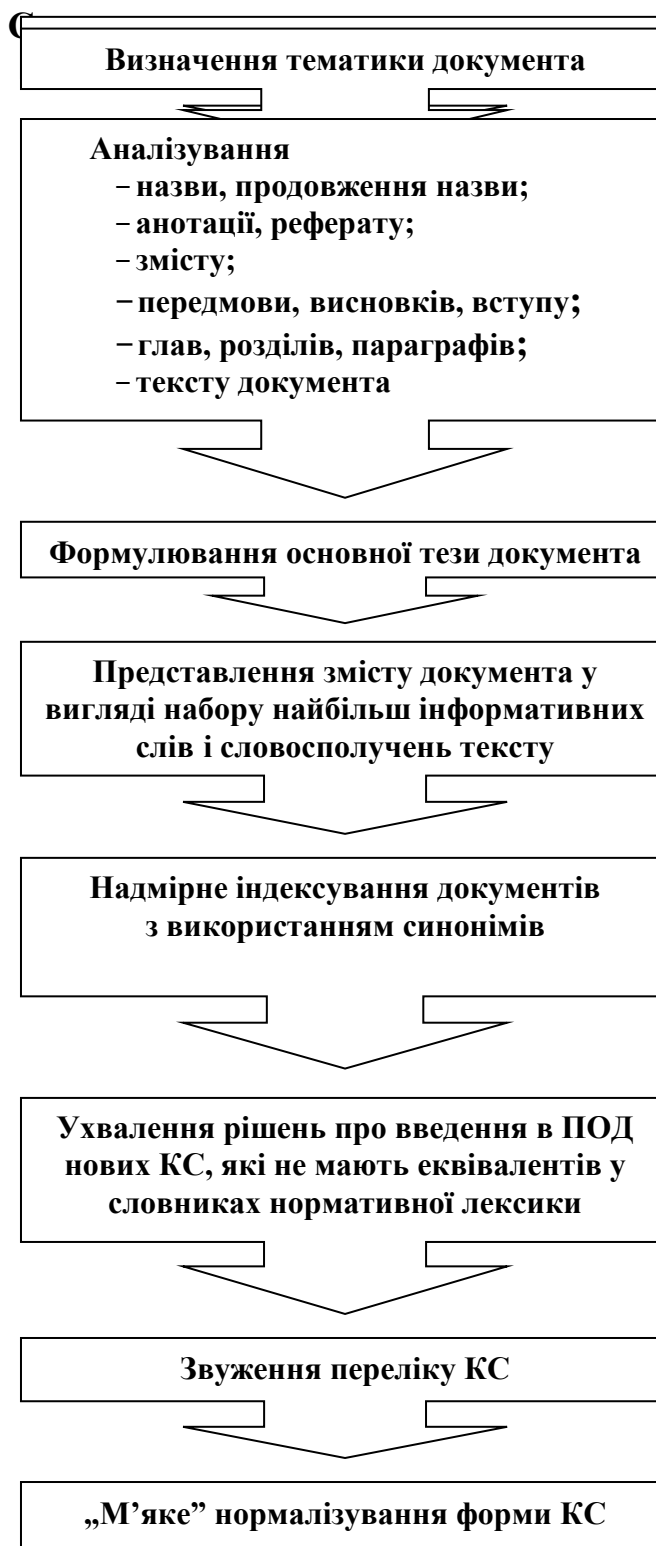 Визначення тематики документа
Аналізування
– назви, продовження назви;
– анотації, реферату;
– змісту;
– передмови, висновків, вступу;
– глав, розділів, параграфів;
– тексту документа
Формулювання основної тези документа
Представлення змісту документа у
вигляді набору найбільш інформативних
слів і словосполучень тексту
Надмірне індексування документів
з використанням синонімів
Ухвалення рішень про введення в ПОД
нових КС, які не мають еквівалентів у
словниках нормативної лексики
Звуження переліку КС
„М’яке” нормалізування форми КС